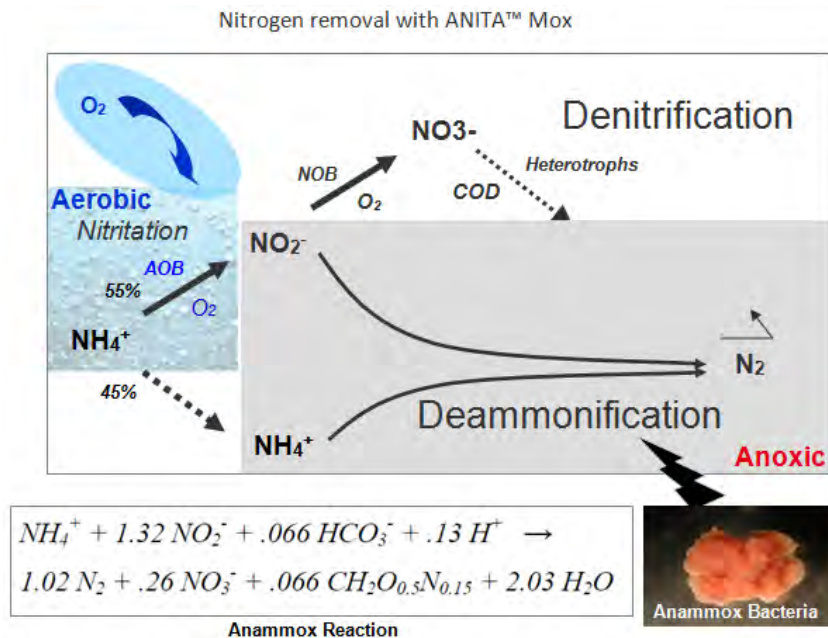 Nitrogen removal with ANITA™ Mox
O₂
Denitrification
NO3-
NOB
O₂
Heterotrophs
COD
Aerobic
Nitritation
NO₂⁻
AOB
55%
O₂
NH₄⁺
N₂
45%
Deammonification
NH₄⁺
Anoxic
NH₄⁺ + 1.32 NO₂⁻ + .066 HCO₃⁻ + .13 H⁺ →
1.02 N₂ + .26 NO₃⁻ + .066 CH₂O₀.₅N₀.₁₅ + 2.03 H₂O
Anammox Bacteria
Anammox Reaction